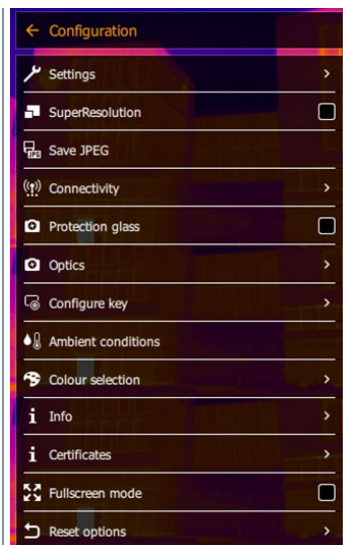 Configuration
Settings
SuperResolution
Save JPEG
Connectivity
Protection glass
Optics
Configure key
Ambient conditions
Colour selection
Info
Certificates
Fullscreen mode
Reset options